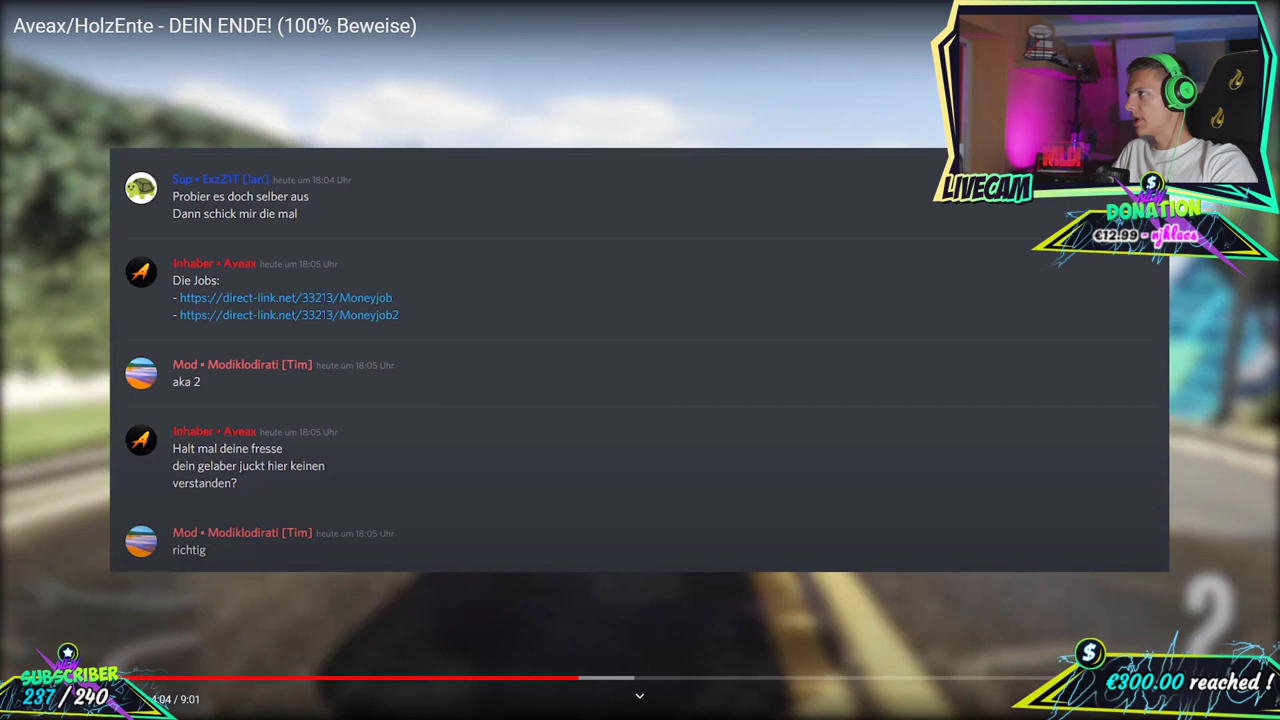 Aveax/HolzEnte - DEIN ENDE! (100% Beweise)
LIVECAM
NEW
DONATION
€12.99 - njklaes
Sup • ExzZ1T [Ian] heute um 18:04 Uhr
Probier es doch selber aus
Dann schick mir die mal
Inhaber • Aveax heute um 18:05 Uhr
Die Jobs:
- https://direct-link.net/33213/Moneyjob
- https://direct-link.net/33213/Moneyjob2
Mod • Modiklodirati [Tim] heute um 18:05 Uhr
aka 2
Inhaber • Aveax heute um 18:05 Uhr
Halt mal deine fresse
dein gelaber juckt hier keinen
verstanden?
Mod • Modiklodirati [Tim] heute um 18:05 Uhr
richtig
NEW
SUBSCRIBER
237 / 240
4:04 / 9:01
€300.00 reached !